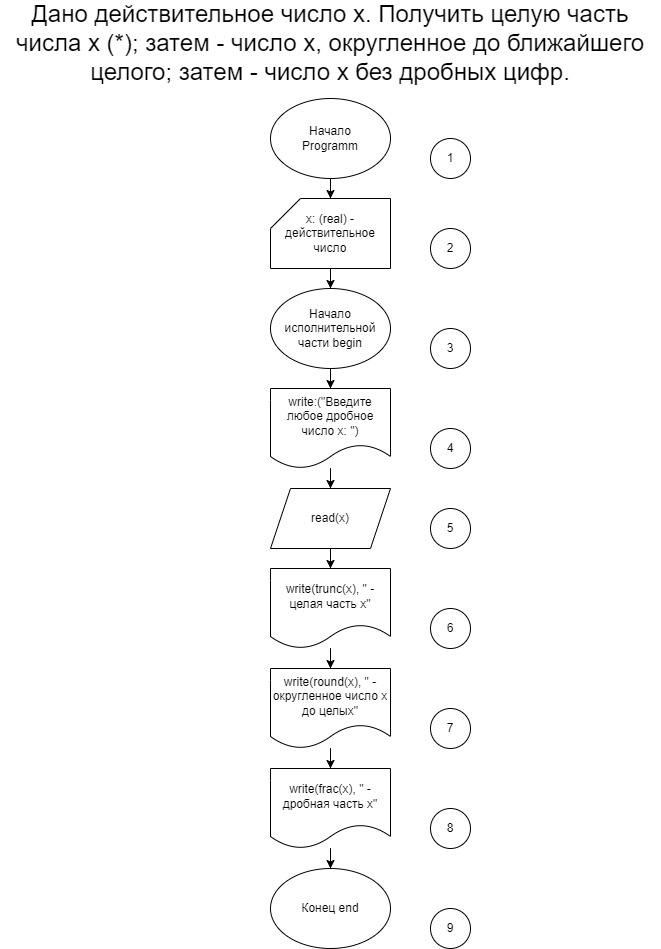 Дано действительное число x. Получить целую часть
числа x (*); затем - число x, округленное до ближайшего
целого; затем - число x без дробных цифр.
Начало
Programm
1
x: (real) -
действительное
число
2
Начало
исполнительной
части begin
3
write:("Введите
любое дробное
число x: ")
4
read(x)
5
write(trunc(x), " -
целая часть x"
6
write(round(x), " -
округленное число x
до целых"
7
write(frac(x), " -
дробная часть x"
8
Конец end
9